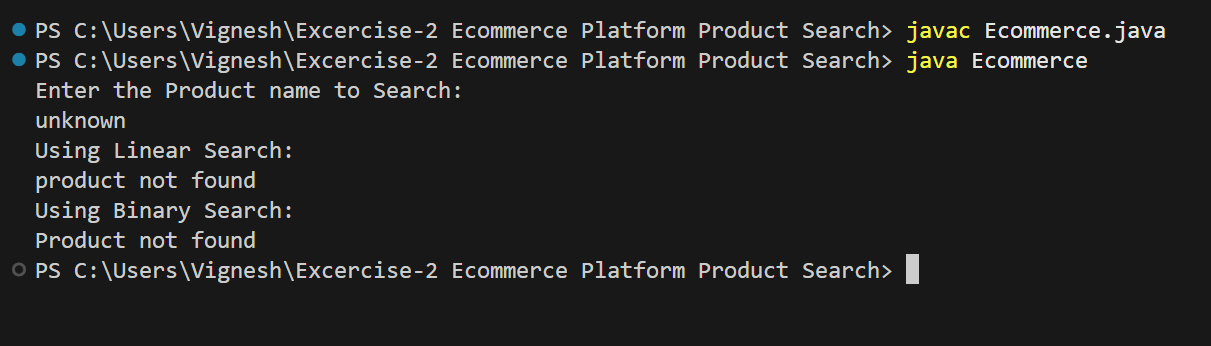 PS C:\Users\Vignesh\Excercise-2 Ecommerce Platform Product Search> javac Ecommerce.java
PS C:\Users\Vignesh\Excercise-2 Ecommerce Platform Product Search> java Ecommerce
Enter the Product name to Search:
unknown
Using Linear Search:
product not found
Using Binary Search:
Product not found
PS C:\Users\Vignesh\Excercise-2 Ecommerce Platform Product Search>